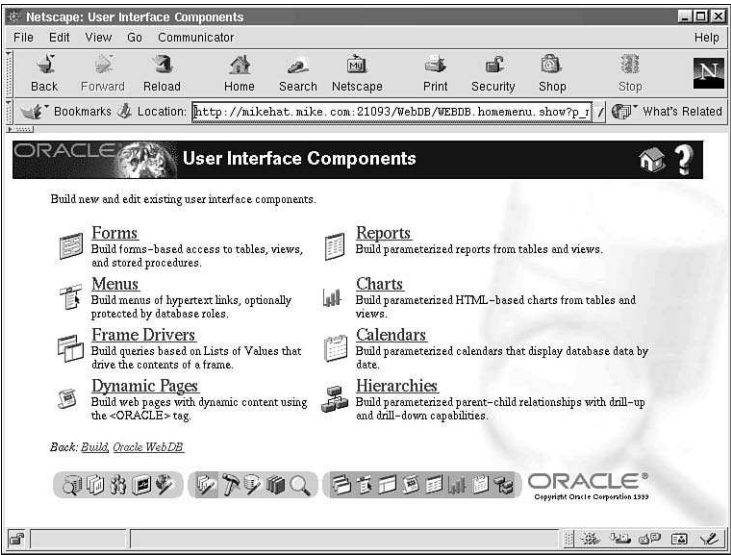 Netscape: User Interface Components
File Edit View Go Communicator Help
Back Forward Reload Home Search Netscape Print Security Shop Stop
My
N
Bookmarks Location: http://mikehat.mike.com:21093/WebDB/WEBDB.homemenu.show?p_ What's Related
ORACLE User Interface Components
Build new and edit existing user interface components.
Forms
Build forms-based access to tables, views,
and stored procedures.
Reports
Build parameterized reports from tables and views.
Menus
Build menus of hypertext links, optionally
protected by database roles.
Charts
Build parameterized HTML-based charts from tables and
views.
Frame Drivers
Build queries based on Lists of Values that
drive the contents of a frame.
Calendars
Build parameterized calendars that display database data by
date.
Dynamic Pages
Build web pages with dynamic content using
the <ORACLE> tag.
Hierarchies
Build parameterized parent-child relationships with drill-up
and drill-down capabilities.
Back: Build, Oracle WebDB
ORACLE®
Copyright Oracle Corporation 1999